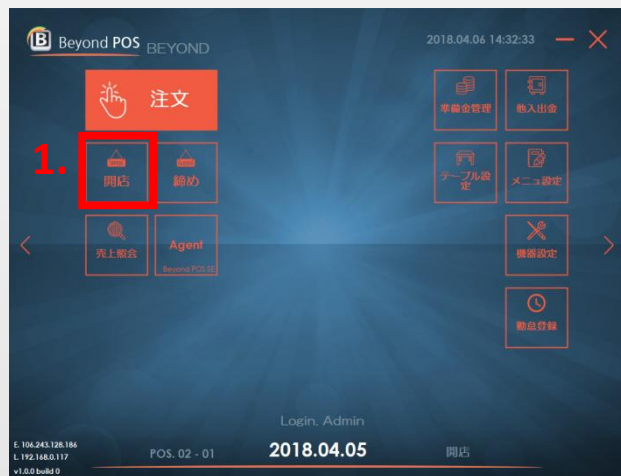 Beyond POS BEYOND
2018.04.06 14:32:33
注文
準備金管理
他入出金
1.
開店
締め
テーブル設
定
メニュ設定
売上照会
Agent
Beyond POS SE
機器設定
勤怠登録
Login. Admin
E. 106.243.128.186
L. 192.168.0.117
v1.0.0 build 0
POS. 02 - 01
2018.04.05
開店